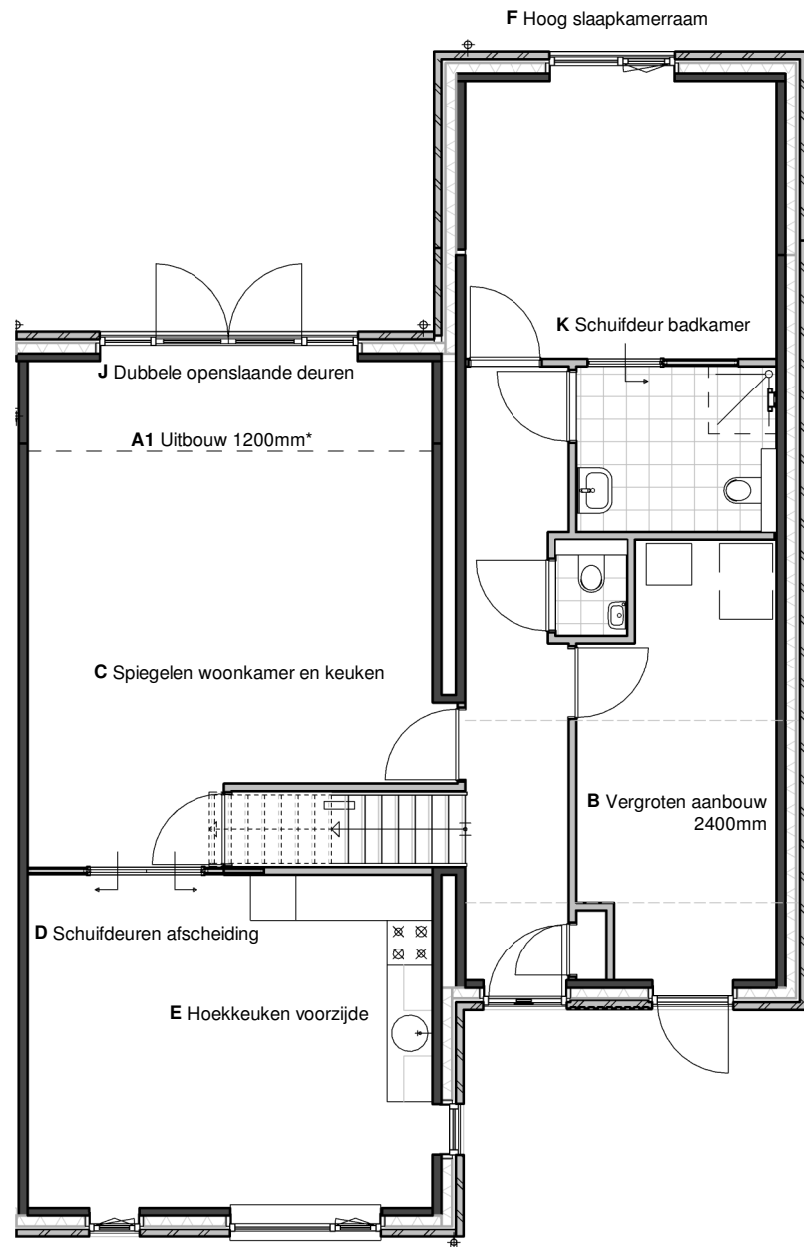 F Hoog slaapkamerraam
K Schuifdeur badkamer
J Dubbele openslaande deuren
A1 Uitbouw 1200mm*
C Spiegelen woonkamer en keuken
B Vergroten aanbouw
2400mm
D Schuifdeuren afscheiding
E Hoekkeuken voorzijde